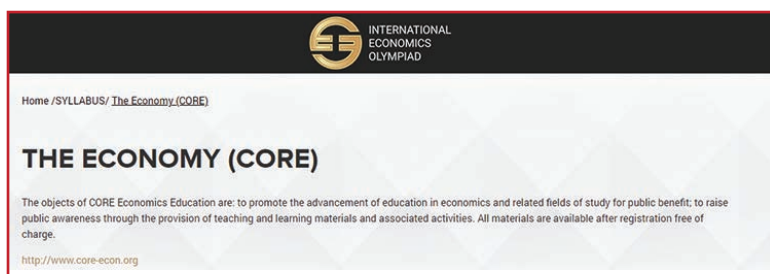 INTERNATIONAL
ECONOMICS
OLYMPIAD
Home /SYLLABUS/ The Economy (CORE)
THE ECONOMY (CORE)
The objects of CORE Economics Education are: to promote the advancement of education in economics and related fields of study for public benefit; to raise
public awareness through the provision of teaching and learning materials and associated activities. All materials are available after registration free of
charge.
http://www.core-econ.org